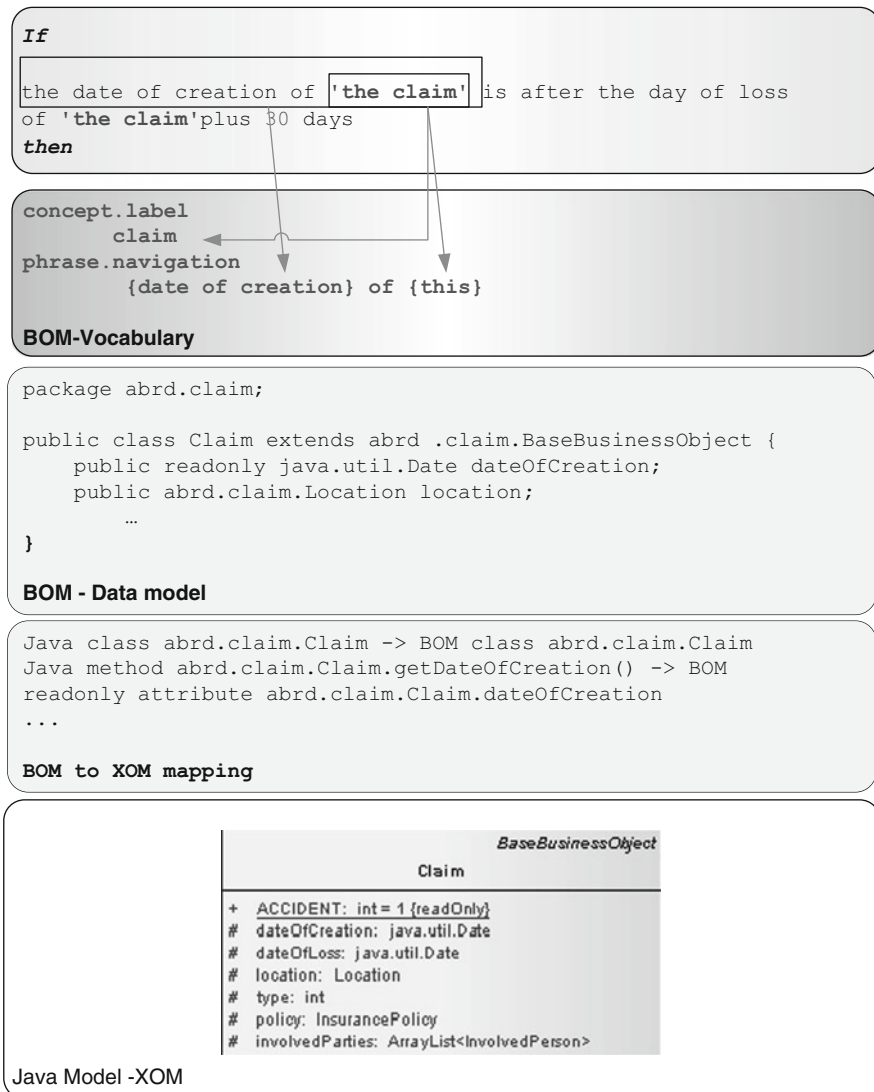 If
the date of creation of 'the claim' is after the day of loss
of 'the claim'plus 30 days
then
concept.label
claim
phrase.navigation
{date of creation} of {this}
BOM-Vocabulary
package abrd.claim;
public class Claim extends abrd .claim.BaseBusinessObject {
public readonly java.util.Date dateOfCreation;
public abrd.claim.Location location;
…
}
BOM - Data model
Java class abrd.claim.Claim -> BOM class abrd.claim.Claim
Java method abrd.claim.Claim.getDateOfCreation() -> BOM
readonly attribute abrd.claim.Claim.dateOfCreation
...
BOM to XOM mapping
BaseBusinessObject
Claim
+ ACCIDENT: int = 1 {readOnly}
# dateOfCreation: java.util.Date
# dateOfLoss: java.util.Date
# location: Location
# type: int
# policy: InsurancePolicy
# involvedParties: ArrayList<InvolvedPerson>
Java Model -XOM